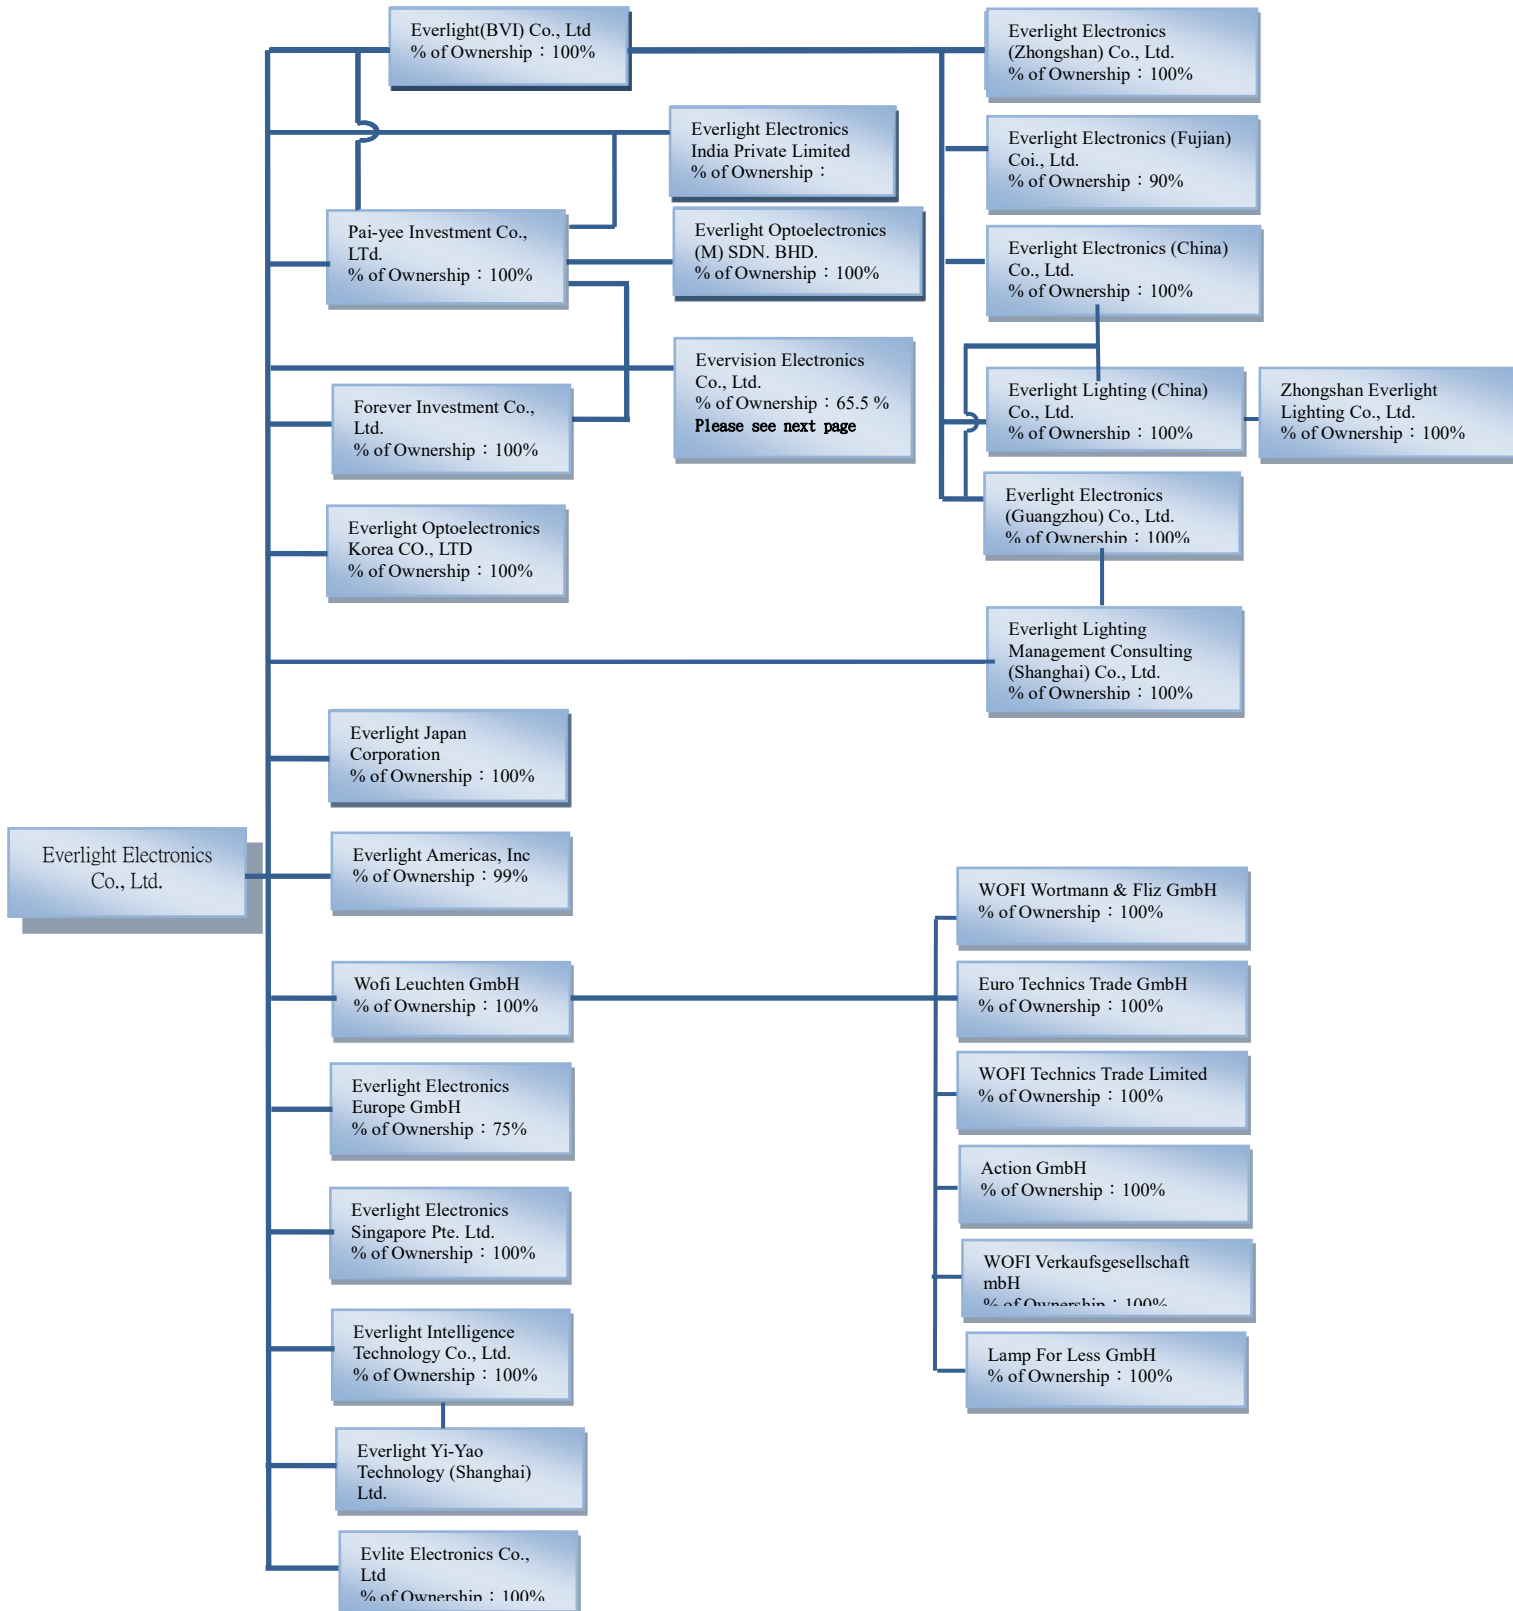 Everlight(BVI) Co., Ltd
% of Ownership：100%
Everlight Electronics
(Zhongshan) Co., Ltd.
% of Ownership：100%
Everlight Electronics
India Private Limited
% of Ownership：
Everlight Electronics (Fujian)
Coi., Ltd.
% of Ownership：90%
Pai-yee Investment Co.,
LTd.
% of Ownership：100%
Everlight Optoelectronics
(M) SDN. BHD.
% of Ownership：100%
Everlight Electronics (China)
Co., Ltd.
% of Ownership：100%
Evervision Electronics
Co., Ltd.
% of Ownership：65.5 %
Please see next page
Everlight Lighting (China)
Co., Ltd.
% of Ownership：100%
Zhongshan Everlight
Lighting Co., Ltd.
% of Ownership：100%
Forever Investment Co.,
Ltd.
% of Ownership：100%
Everlight Electronics
(Guangzhou) Co., Ltd.
% of Ownership：100%
Everlight Optoelectronics
Korea CO., LTD
% of Ownership：100%
Everlight Lighting
Management Consulting
(Shanghai) Co., Ltd.
% of Ownership：100%
Everlight Japan
Corporation
% of Ownership：100%
Everlight Electronics
Co., Ltd.
Everlight Americas, Inc
% of Ownership：99%
WOFI Wortmann & Fliz GmbH
% of Ownership：100%
Wofi Leuchten GmbH
% of Ownership：100%
Euro Technics Trade GmbH
% of Ownership：100%
Everlight Electronics
Europe GmbH
% of Ownership：75%
WOFI Technics Trade Limited
% of Ownership：100%
Action GmbH
% of Ownership：100%
Everlight Electronics
Singapore Pte. Ltd.
% of Ownership：100%
WOFI Verkaufsgesellschaft
mbH
% of Ownership：100%
Everlight Intelligence
Technology Co., Ltd.
% of Ownership：100%
Lamp For Less GmbH
% of Ownership：100%
Everlight Yi-Yao
Technology (Shanghai)
Ltd.
Evlite Electronics Co.,
Ltd
% of Ownership：100%